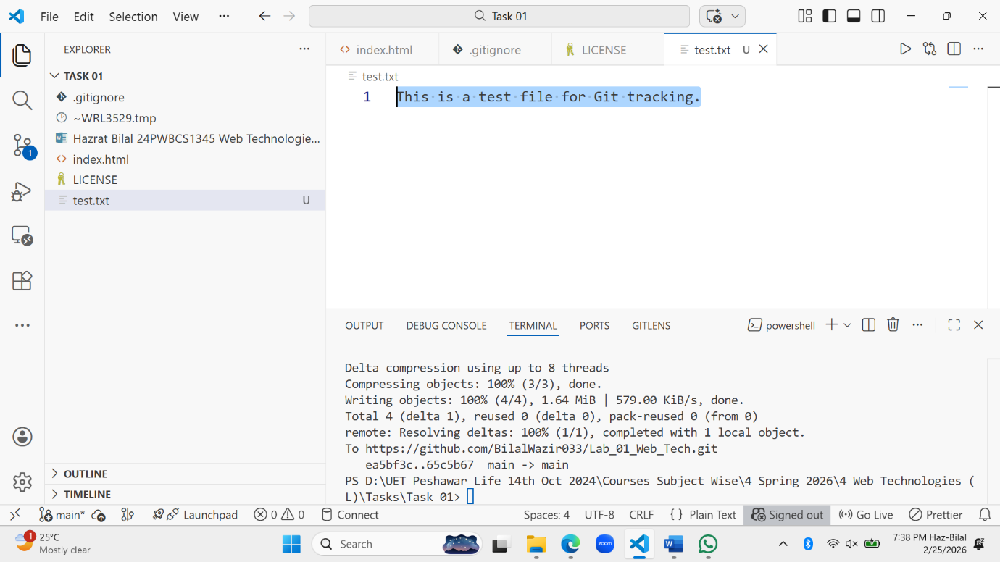 File Edit Selection View ··· Task 01
EXPLORER ···
TASK 01
.gitignore
~WRL3529.tmp
Hazrat Bilal 24PWBCS1345 Web Technologie...
index.html
LICENSE
test.txt U
OUTLINE
TIMELINE
1
index.html .gitignore LICENSE test.txt U
test.txt
1 This is a test file for Git tracking.
OUTPUT DEBUG CONSOLE TERMINAL PORTS GITLENS powershell
Delta compression using up to 8 threads
Compressing objects: 100% (3/3), done.
Writing objects: 100% (4/4), 1.64 MiB | 579.00 KiB/s, done.
Total 4 (delta 1), reused 0 (delta 0), pack-reused 0 (from 0)
remote: Resolving deltas: 100% (1/1), completed with 1 local object.
To https://github.com/BilalWazir033/Lab_01_Web_Tech.git
ea5bf3c..65c5b67 main -> main
PS D:\UET Peshawar Life 14th Oct 2024\Courses Subject Wise\4 Spring 2026\4 Web Technologies (
L)\Tasks\Task 01>
main* Launchpad 0 0 Connect Spaces: 4 UTF-8 CRLF { } Plain Text Signed out Go Live Prettier
1
25°C
Mostly clear
Search
zoom
7:38 PM Haz-Bilal
2/25/2026